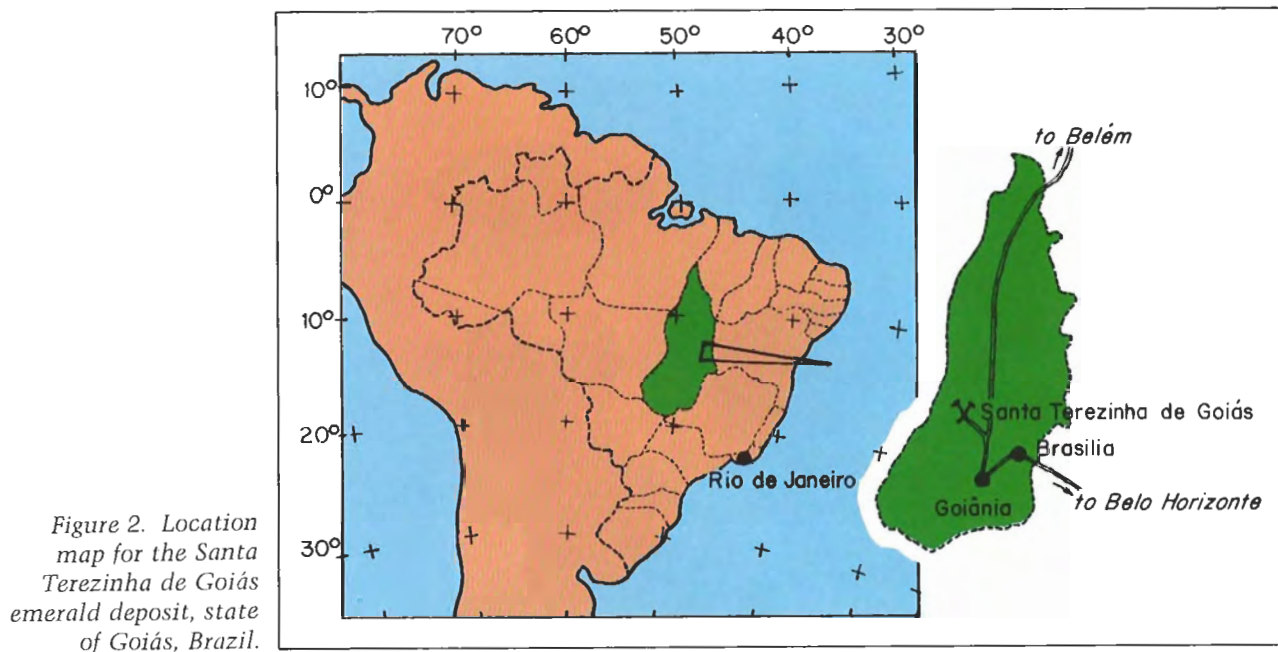 70° 60° 50° 40° 30°
10°
0°
10°
20°
30°
Rio de Janeiro
to Belém
Santa Terezinha de Goiás
Brasilia
Goiânia
to Belo Horizonte
Figure 2. Location
map for the Santa
Terezinha de Goiás
emerald deposit, state
of Goiás, Brazil.